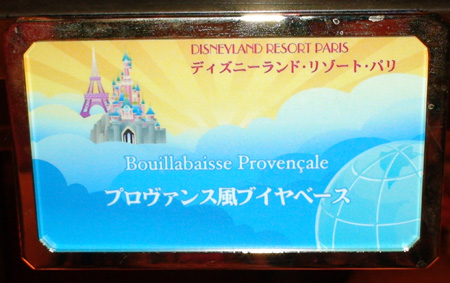 DISNEYLAND RESORT PARIS
ディズニーランド・リゾート・パリ
Bouillabaisse Provençale
プロヴァンス風ブイヤベース